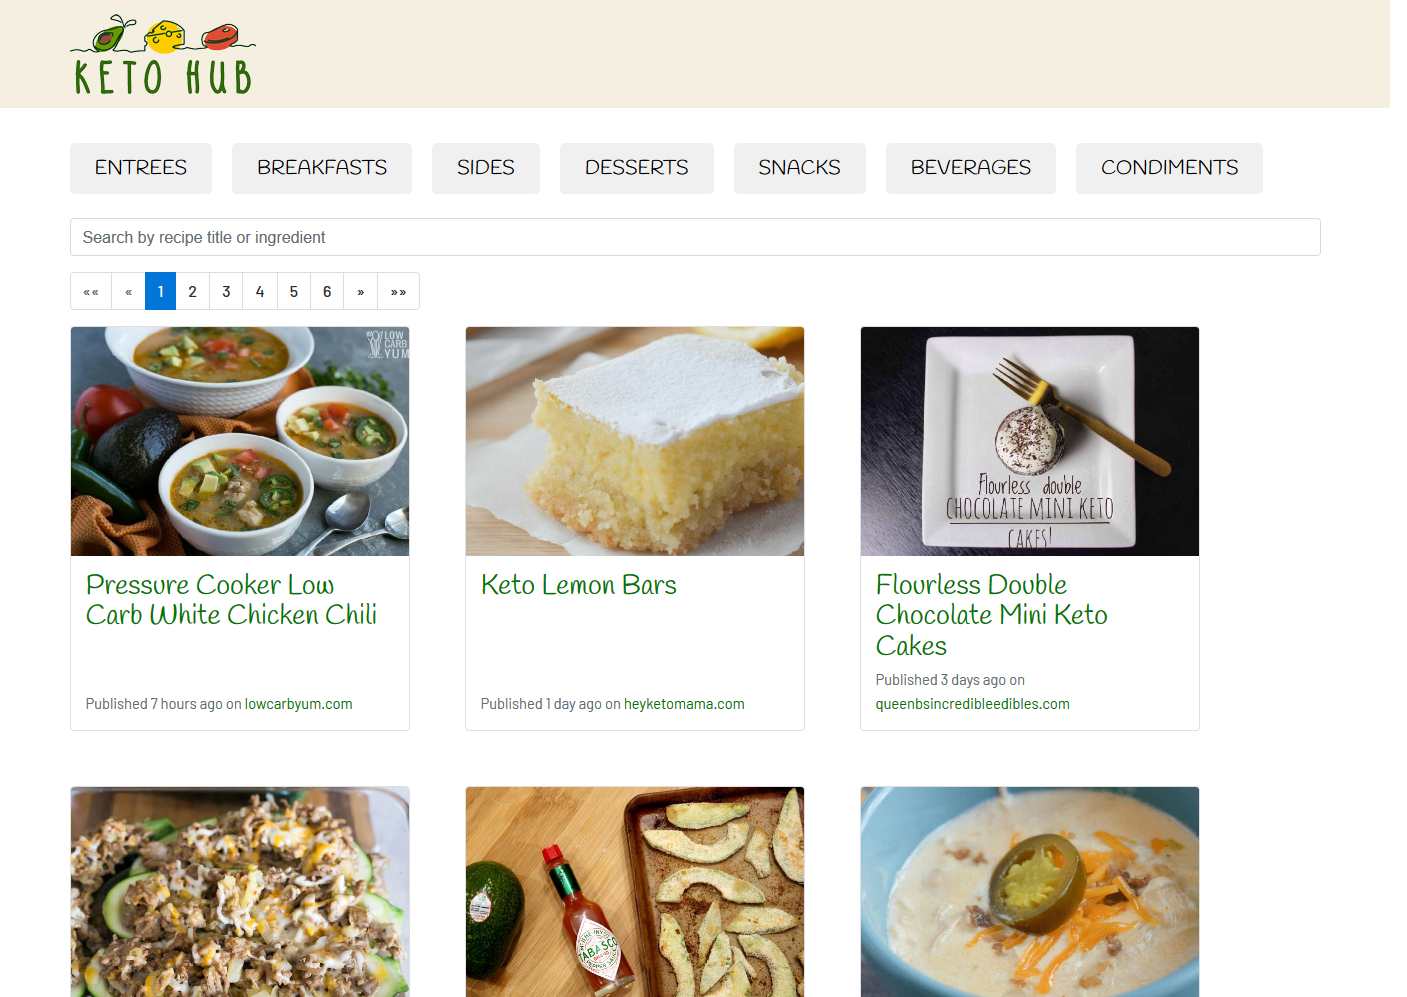 KETO HUB
ENTREES
BREAKFASTS
SIDES
DESSERTS
SNACKS
BEVERAGES
CONDIMENTS
Search by recipe title or ingredient
«« « 1 2 3 4 5 6 » »»
LOW
CARB
YUM
Flourless double
CHOCOLATE MINI KETO
CAKES!
Pressure Cooker Low
Carb White Chicken Chili
Published 7 hours ago on lowcarbyum.com
Keto Lemon Bars
Published 1 day ago on heyketomama.com
Flourless Double
Chocolate Mini Keto
Cakes
Published 3 days ago on
queenbsincredibleedibles.com
TABASCO